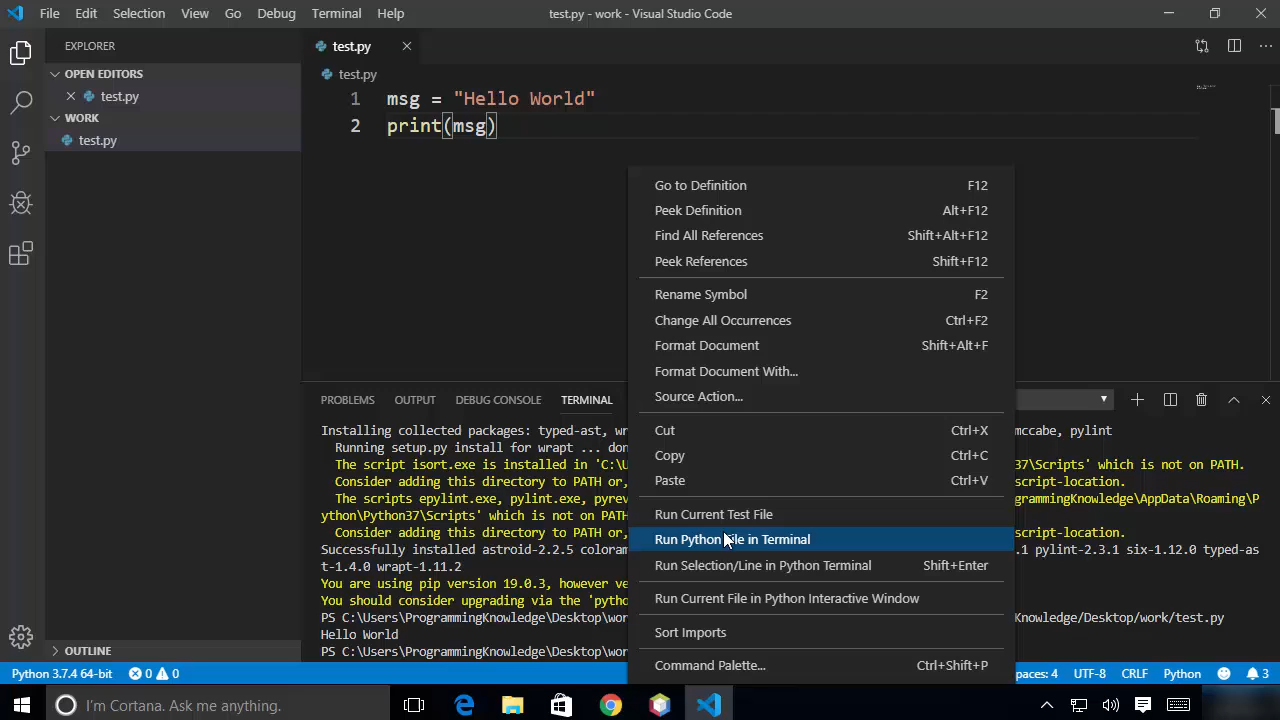 File Edit Selection View Go Debug Terminal Help test.py - work - Visual Studio Code
EXPLORER
OPEN EDITORS
test.py
WORK
test.py
OUTLINE
test.py
test.py
1 msg = "Hello World"
2 print(msg)
Go to Definition F12
Peek Definition Alt+F12
Find All References Shift+Alt+F12
Peek References Shift+F12
Rename Symbol F2
Change All Occurrences Ctrl+F2
Format Document Shift+Alt+F
Format Document With...
Source Action...
Cut Ctrl+X
Copy Ctrl+C
Paste Ctrl+V
Run Current Test File
Run Python File in Terminal
Run Selection/Line in Python Terminal Shift+Enter
Run Current File in Python Interactive Window
Sort Imports
Command Palette... Ctrl+Shift+P
PROBLEMS OUTPUT DEBUG CONSOLE TERMINAL
Installing collected packages: typed-ast, wr mccabe, pylint
Running setup.py install for wrapt ... don
The script isort.exe is installed in 'C:\U 37\Scripts' which is not on PATH.
Consider adding this directory to PATH or, script-location.
The scripts epylint.exe, pylint.exe, pyrev grammingKnowledge\AppData\Roaming\P
ython\Python37\Scripts' which is not on PATH
Consider adding this directory to PATH or, script-location.
Successfully installed astroid-2.2.5 coloram .1 pylint-2.3.1 six-1.12.0 typed-as
t-1.4.0 wrapt-1.11.2
You are using pip version 19.0.3, however ve
You should consider upgrading via the 'pytho
PS C:\Users\ProgrammingKnowledge\Desktop\wor Knowledge/Desktop/work/test.py
Hello World
PS C:\Users\ProgrammingKnowledge\Desktop\wor
Python 3.7.4 64-bit 0 0 paces: 4 UTF-8 CRLF Python 3
I'm Cortana. Ask me anything.